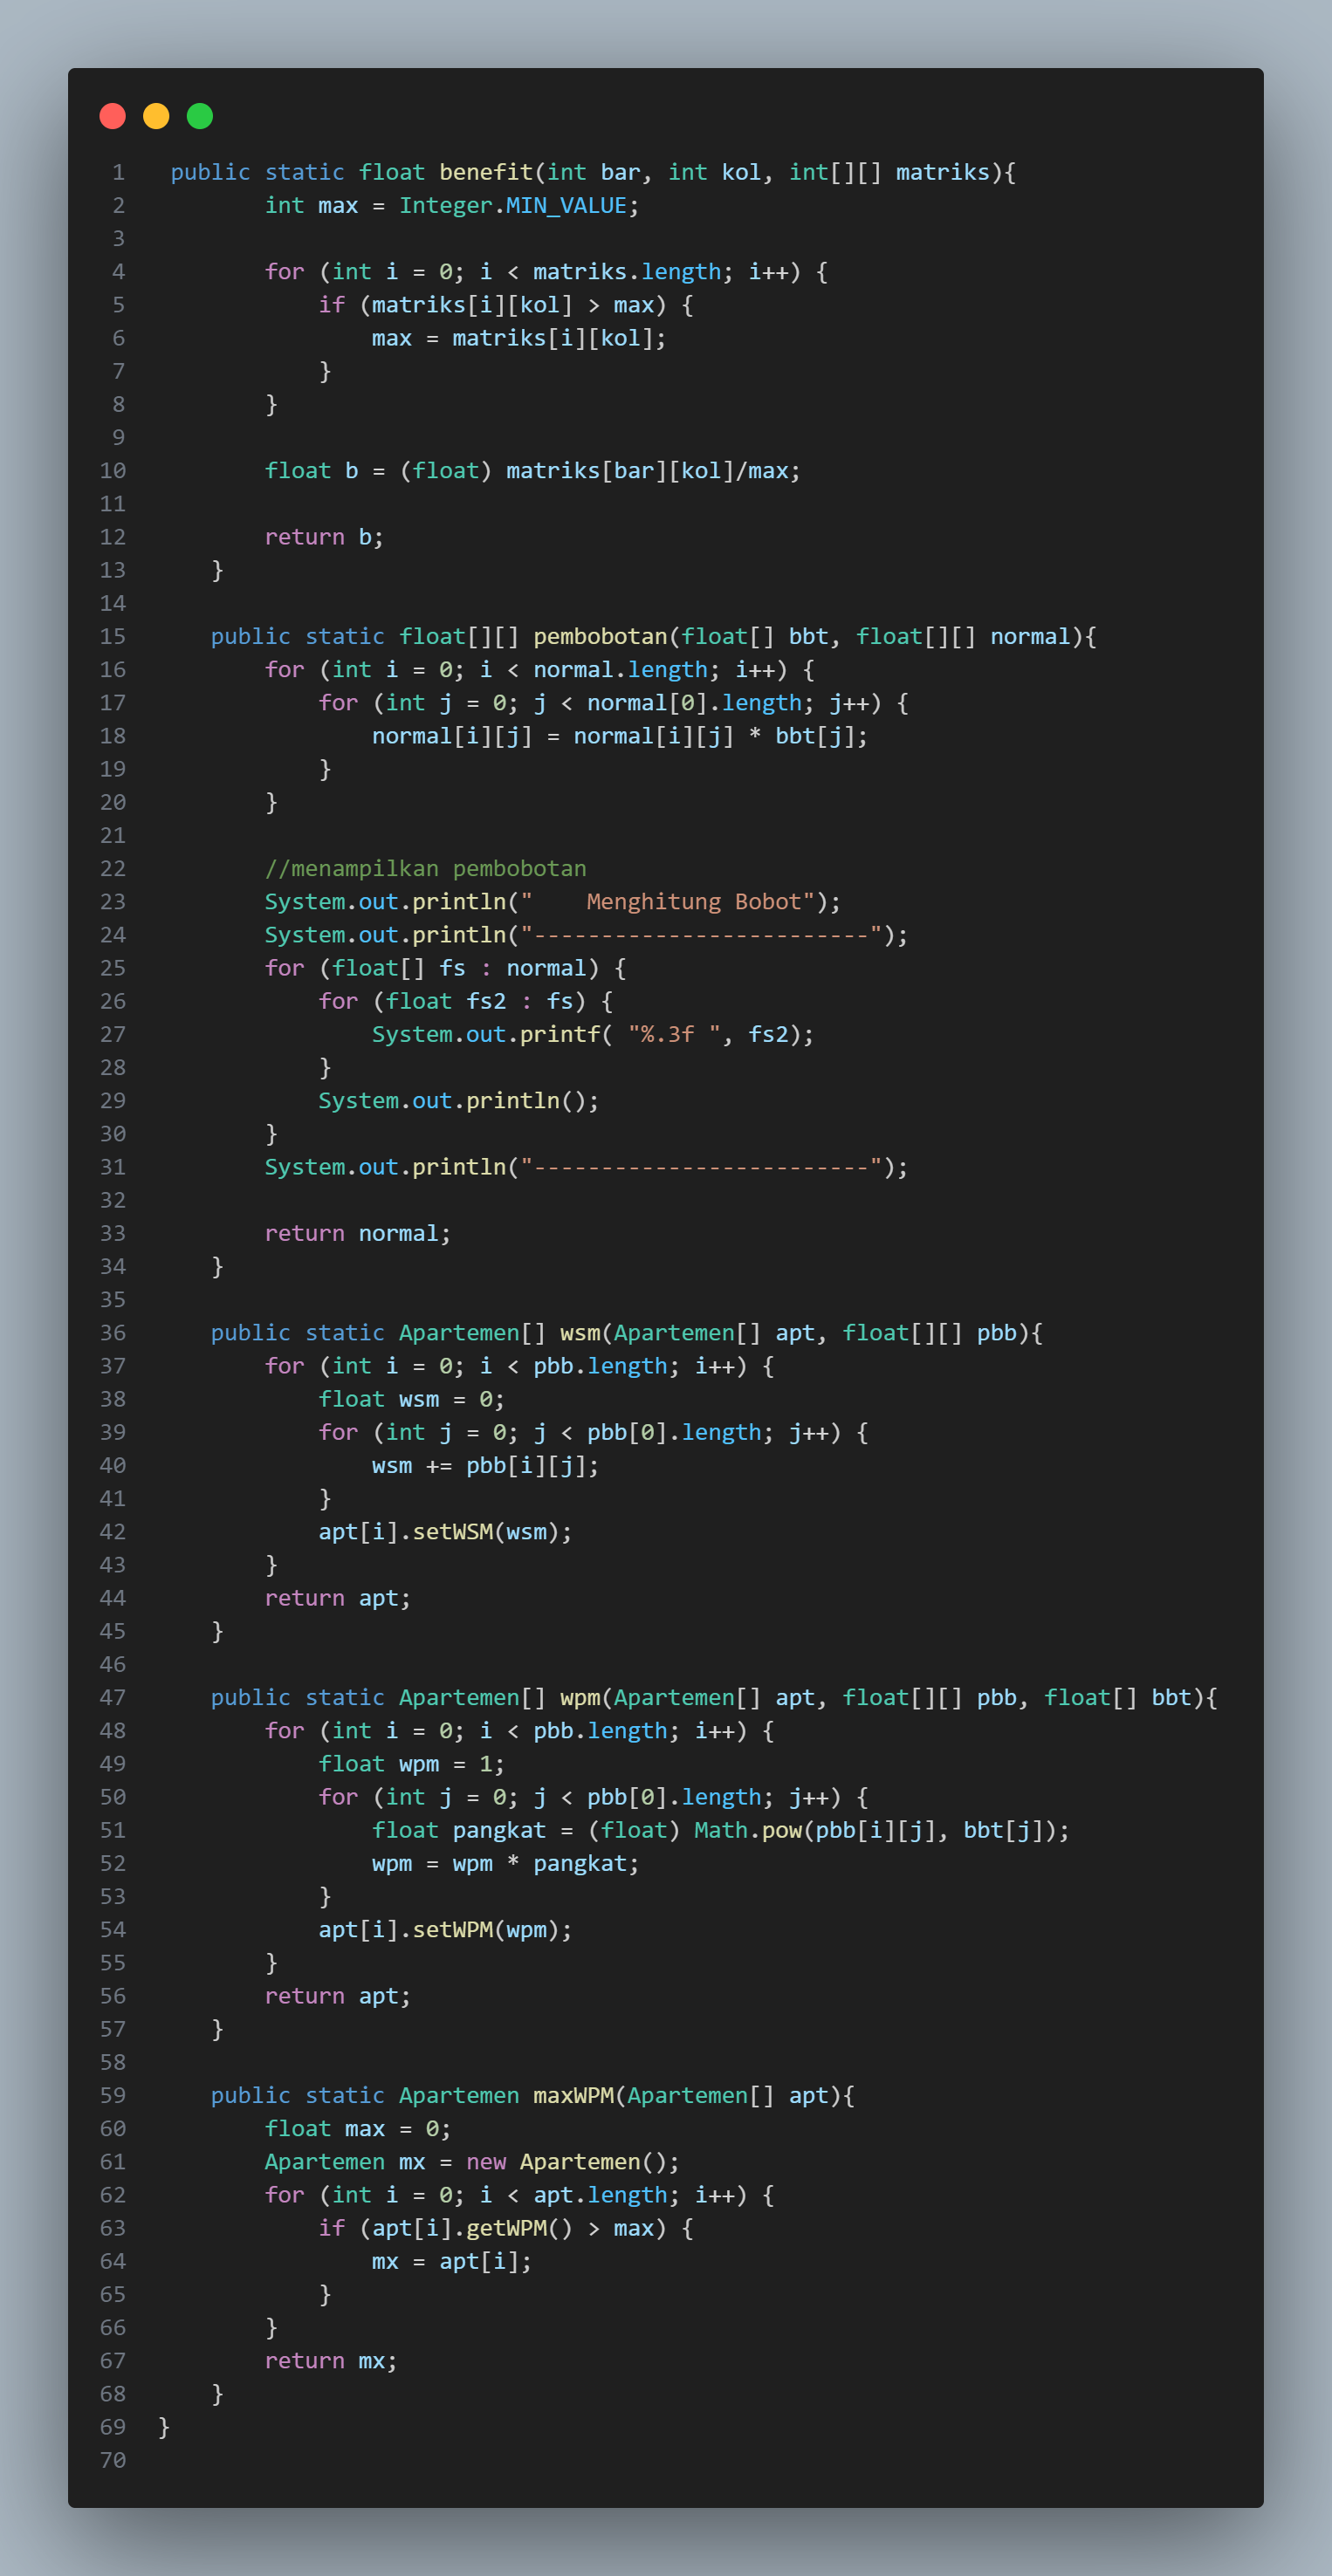 1 public static float benefit(int bar, int kol, int[][] matriks){
2 int max = Integer.MIN_VALUE;
3
4 for (int i = 0; i < matriks.length; i++) {
5 if (matriks[i][kol] > max) {
6 max = matriks[i][kol];
7 }
8 }
9
10 float b = (float) matriks[bar][kol]/max;
11
12 return b;
13 }
14
15 public static float[][] pembobotan(float[] bbt, float[][] normal){
16 for (int i = 0; i < normal.length; i++) {
17 for (int j = 0; j < normal[0].length; j++) {
18 normal[i][j] = normal[i][j] * bbt[j];
19 }
20 }
21
22 //menampilkan pembobotan
23 System.out.println("    Menghitung Bobot");
24 System.out.println("-------------------------");
25 for (float[] fs : normal) {
26 for (float fs2 : fs) {
27 System.out.printf( "%.3f ", fs2);
28 }
29 System.out.println();
30 }
31 System.out.println("-------------------------");
32
33 return normal;
34 }
35
36 public static Apartemen[] wsm(Apartemen[] apt, float[][] pbb){
37 for (int i = 0; i < pbb.length; i++) {
38 float wsm = 0;
39 for (int j = 0; j < pbb[0].length; j++) {
40 wsm += pbb[i][j];
41 }
42 apt[i].setWSM(wsm);
43 }
44 return apt;
45 }
46
47 public static Apartemen[] wpm(Apartemen[] apt, float[][] pbb, float[] bbt){
48 for (int i = 0; i < pbb.length; i++) {
49 float wpm = 1;
50 for (int j = 0; j < pbb[0].length; j++) {
51 float pangkat = (float) Math.pow(pbb[i][j], bbt[j]);
52 wpm = wpm * pangkat;
53 }
54 apt[i].setWPM(wpm);
55 }
56 return apt;
57 }
58
59 public static Apartemen maxWPM(Apartemen[] apt){
60 float max = 0;
61 Apartemen mx = new Apartemen();
62 for (int i = 0; i < apt.length; i++) {
63 if (apt[i].getWPM() > max) {
64 mx = apt[i];
65 }
66 }
67 return mx;
68 }
69 }
70